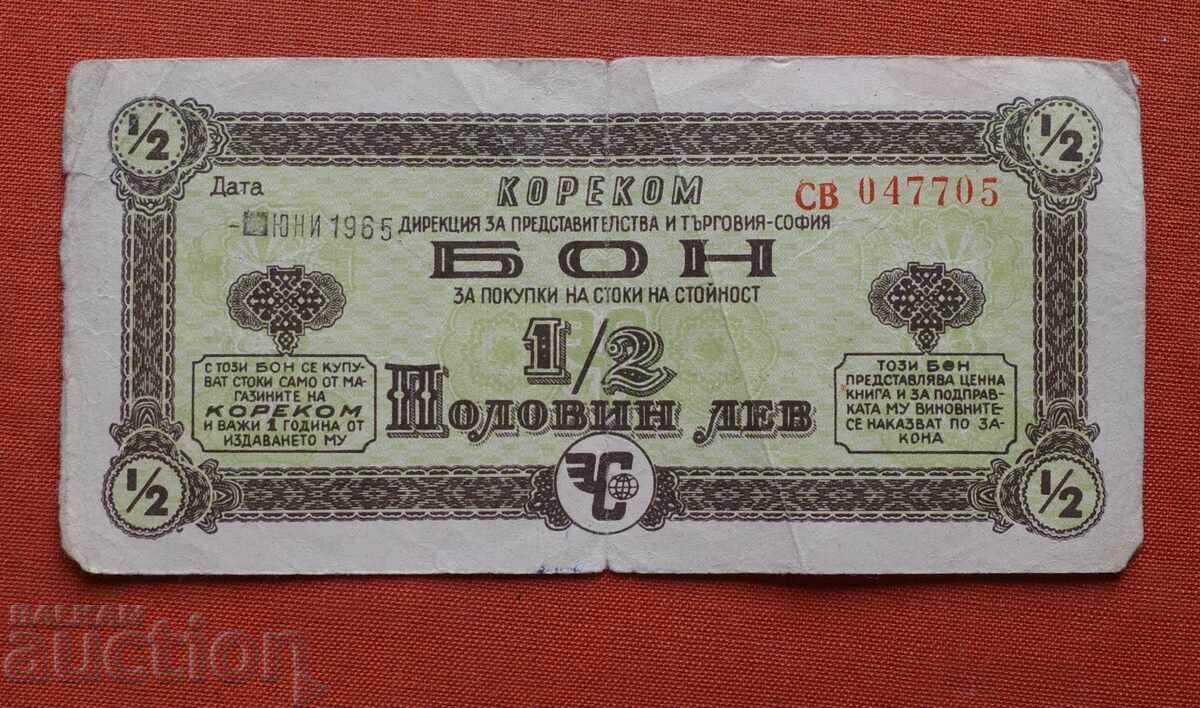 1/2
1/2
Дата
КОРЕКОМ
СВ 047705
ЮНИ 1965
ДИРЕКЦИЯ ЗА ПРЕДСТАВИТЕЛСТВА И ТЪРГОВИЯ-СОФИЯ
БОН
ЗА ПОКУПКИ НА СТОКИ НА СТОЙНОСТ
1/2
ПОЛОВИН ЛЕВ
С ТОЗИ БОН СЕ КУПУ-
ВАТ СТОКИ САМО ОТ МА-
ГАЗИНИТЕ НА
КОРЕКОМ
И ВАЖИ 1 ГОДИНА ОТ
ИЗДАВАНЕТО МУ
ТОЗИ БОН
ПРЕДСТАВЛЯВА ЦЕННА
КНИГА И ЗА ПОДПРАВ-
КАТА МУ ВИНОВНИТЕ
СЕ НАКАЗВАТ ПО ЗА-
КОНА
1/2
1/2
BALKAN
auction